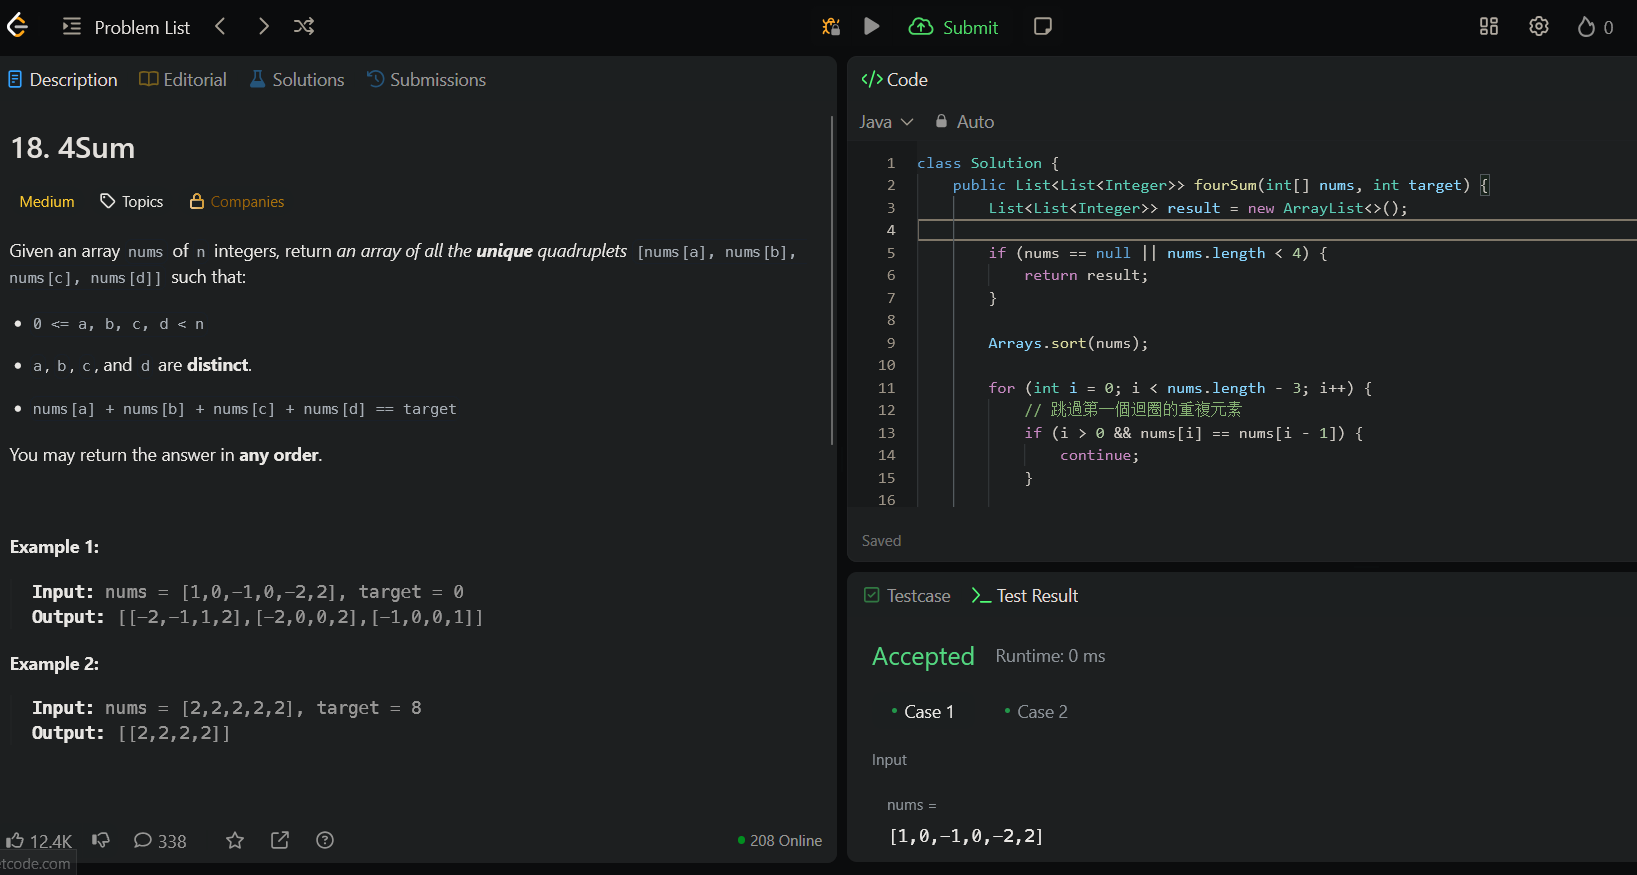 Problem List
Submit
0
Description Editorial Solutions Submissions
18. 4Sum
Medium Topics Companies
Given an array nums of n integers, return an array of all the unique quadruplets [nums[a], nums[b],
nums[c], nums[d]] such that:
• 0 <= a, b, c, d < n
• a, b, c, and d are distinct.
• nums[a] + nums[b] + nums[c] + nums[d] == target
You may return the answer in any order.
Example 1:
Input: nums = [1,0,-1,0,-2,2], target = 0
Output: [[-2,-1,1,2],[-2,0,0,2],[-1,0,0,1]]
Example 2:
Input: nums = [2,2,2,2,2], target = 8
Output: [[2,2,2,2]]
12.4K 338 208 Online
etcode.com
</> Code
Java Auto
1 class Solution {
2 public List<List<Integer>> fourSum(int[] nums, int target) {
3 List<List<Integer>> result = new ArrayList<>();
4
5 if (nums == null || nums.length < 4) {
6 return result;
7 }
8
9 Arrays.sort(nums);
10
11 for (int i = 0; i < nums.length - 3; i++) {
12 // 跳過第一個迴圈的重複元素
13 if (i > 0 && nums[i] == nums[i - 1]) {
14 continue;
15 }
16
Saved
Testcase >_ Test Result
Accepted Runtime: 0 ms
• Case 1 • Case 2
Input
nums =
[1,0,-1,0,-2,2]